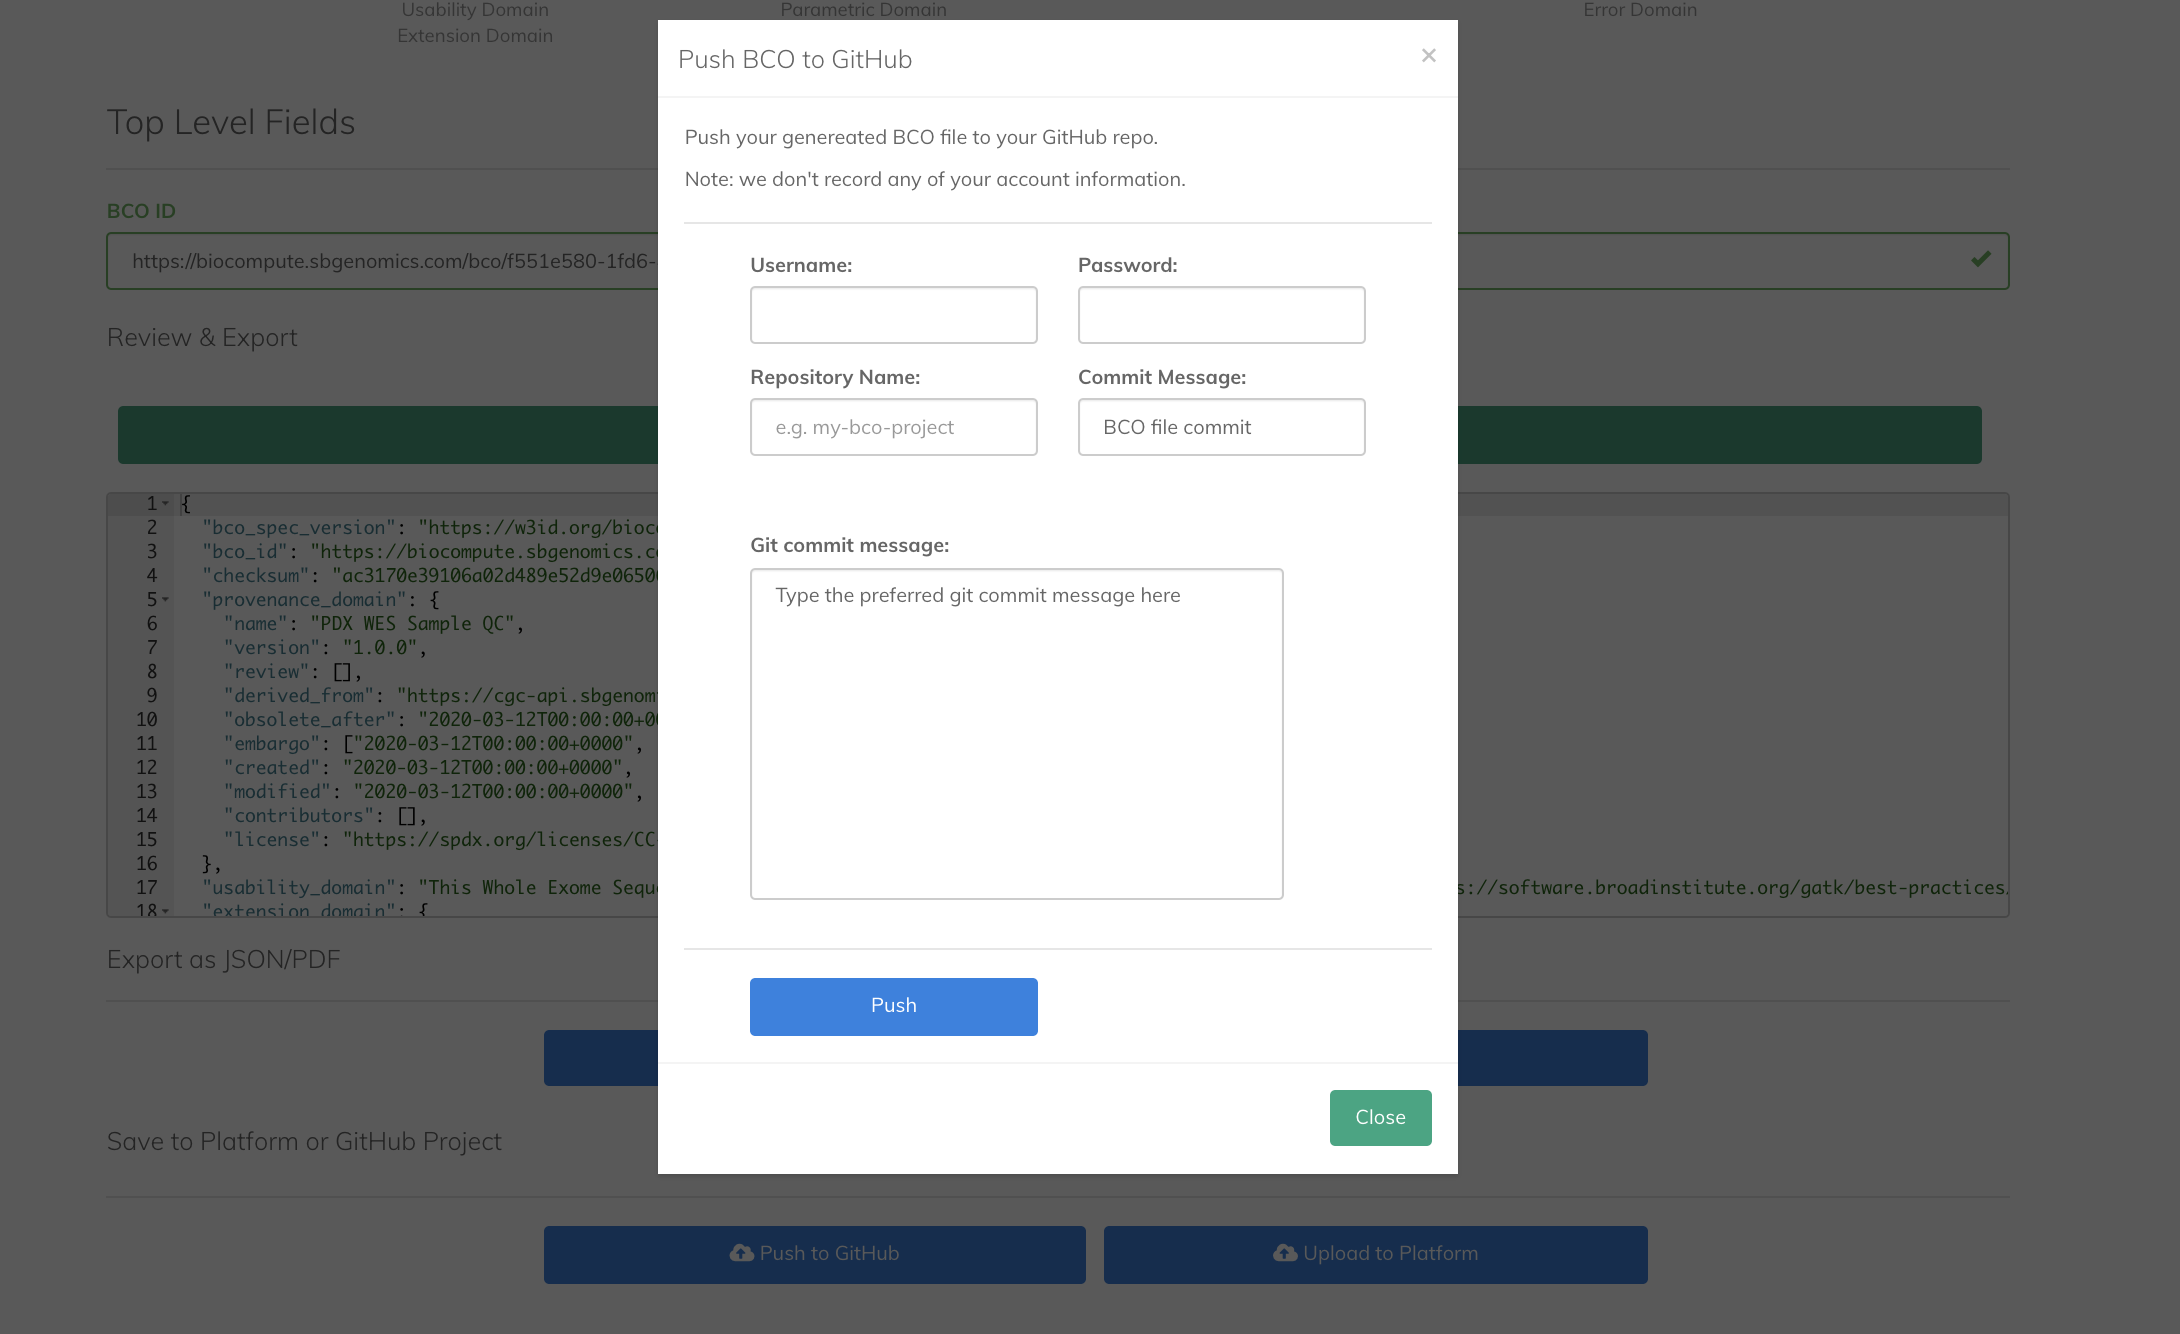 Usability Domain
Parametric Domain
Error Domain
Extension Domain
Push BCO to GitHub
×
Push your genereated BCO file to your GitHub repo.
Note: we don't record any of your account information.
Username:
Password:
Repository Name:
Commit Message:
e.g. my-bco-project
BCO file commit
Git commit message:
Type the preferred git commit message here
Push
Close
Top Level Fields
BCO ID
https://biocompute.sbgenomics.com/bco/f551e580-1fd6-
Review & Export
1 {
2 "bco_spec_version": "https://w3id.org/bioc
3 "bco_id": "https://biocompute.sbgenomics.c
4 "checksum": "ac3170e39106a02d489e52d9e0650
5 "provenance_domain": {
6 "name": "PDX WES Sample QC",
7 "version": "1.0.0",
8 "review": [],
9 "derived_from": "https://cgc-api.sbgenom
10 "obsolete_after": "2020-03-12T00:00:00+0
11 "embargo": ["2020-03-12T00:00:00+0000",
12 "created": "2020-03-12T00:00:00+0000",
13 "modified": "2020-03-12T00:00:00+0000",
14 "contributors": [],
15 "license": "https://spdx.org/licenses/CC
16 },
17 "usability_domain": "This Whole Exome Sequ s://software.broadinstitute.org/gatk/best-practices/
18 "extension_domain": {
Export as JSON/PDF
Save to Platform or GitHub Project
Push to GitHub
Upload to Platform